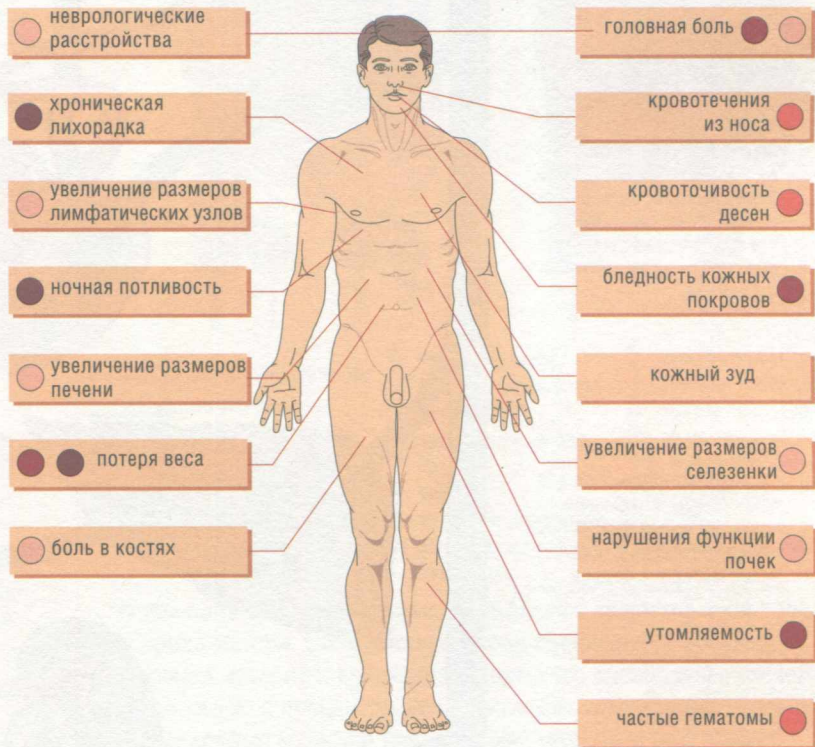 неврологические
расстройства
хроническая
лихорадка
увеличение размеров
лимфатических узлов
ночная потливость
увеличение размеров
печени
потеря веса
боль в костях
головная боль
кровотечения
из носа
кровоточивость
десен
бледность кожных
покровов
кожный зуд
увеличение размеров
селезенки
нарушения функции
почек
утомляемость
частые гематомы